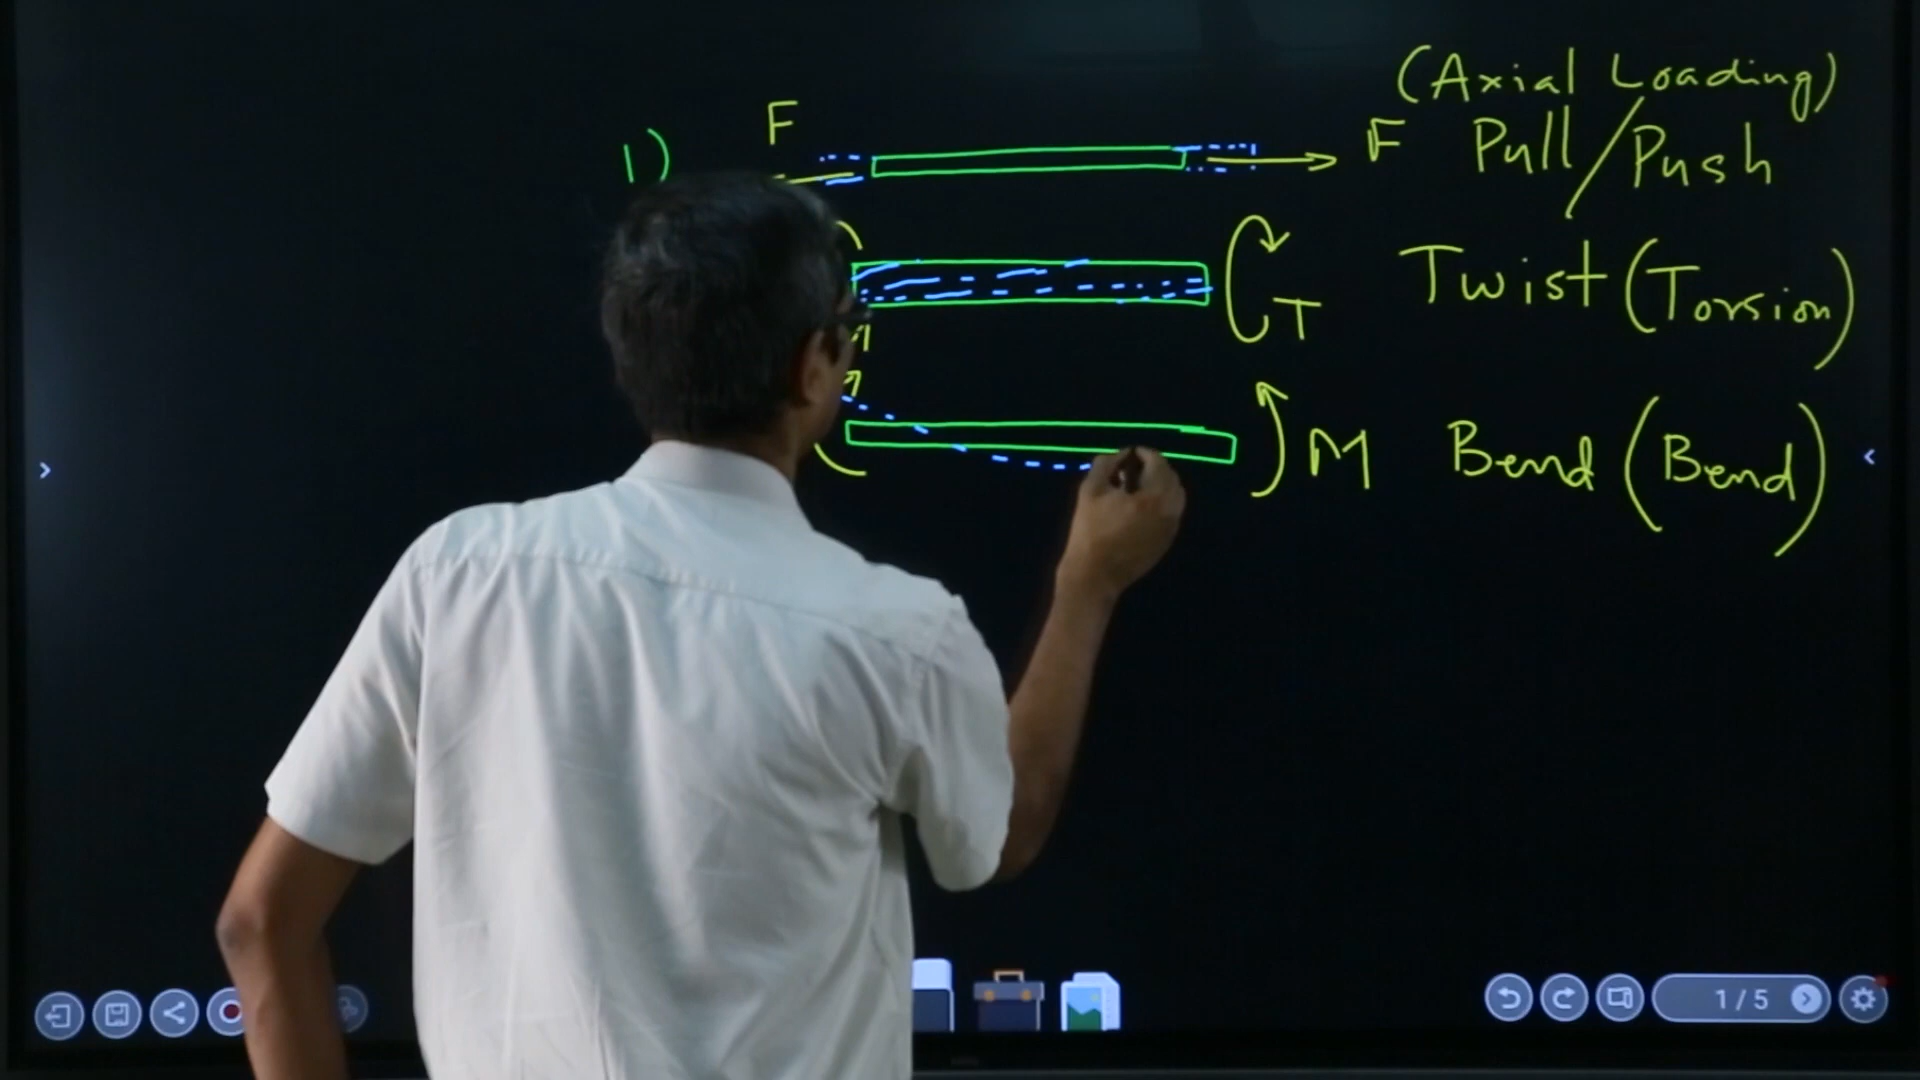 (Axial Loading)
1) F F Pull/Push
T Twist (Torsion)
M Bend (Bend)
1 / 5